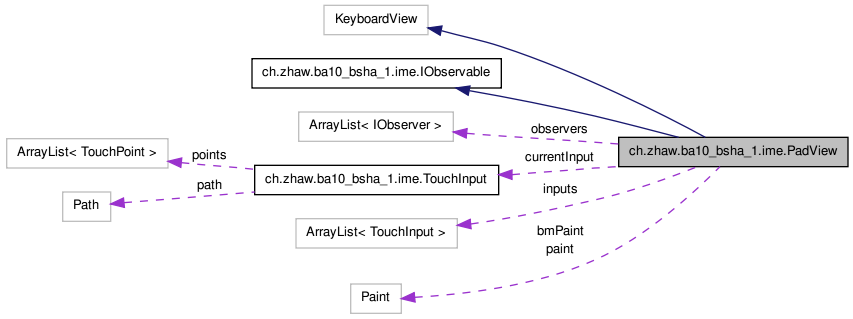 KeyboardView
ch.zhaw.ba10_bsha_1.ime.IObservable
ArrayList< IObserver >
observers
ch.zhaw.ba10_bsha_1.ime.PadView
ArrayList< TouchPoint >
points
currentInput
ch.zhaw.ba10_bsha_1.ime.TouchInput
path
inputs
Path
ArrayList< TouchInput >
bmPaint
paint
Paint